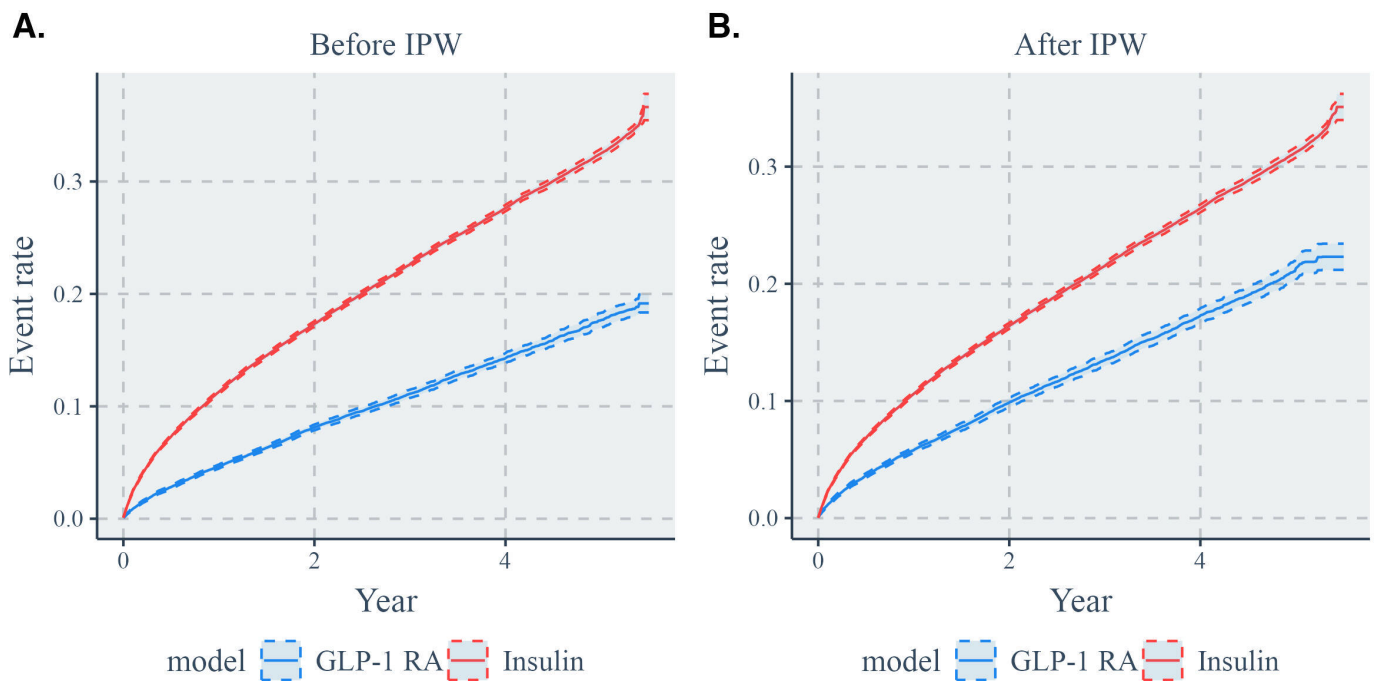 A.
Before IPW
Event rate
0.3
0.2
0.1
0.0
0 2 4
Year
model GLP-1 RA Insulin
B.
After IPW
Event rate
0.3
0.2
0.1
0.0
0 2 4
Year
model GLP-1 RA Insulin